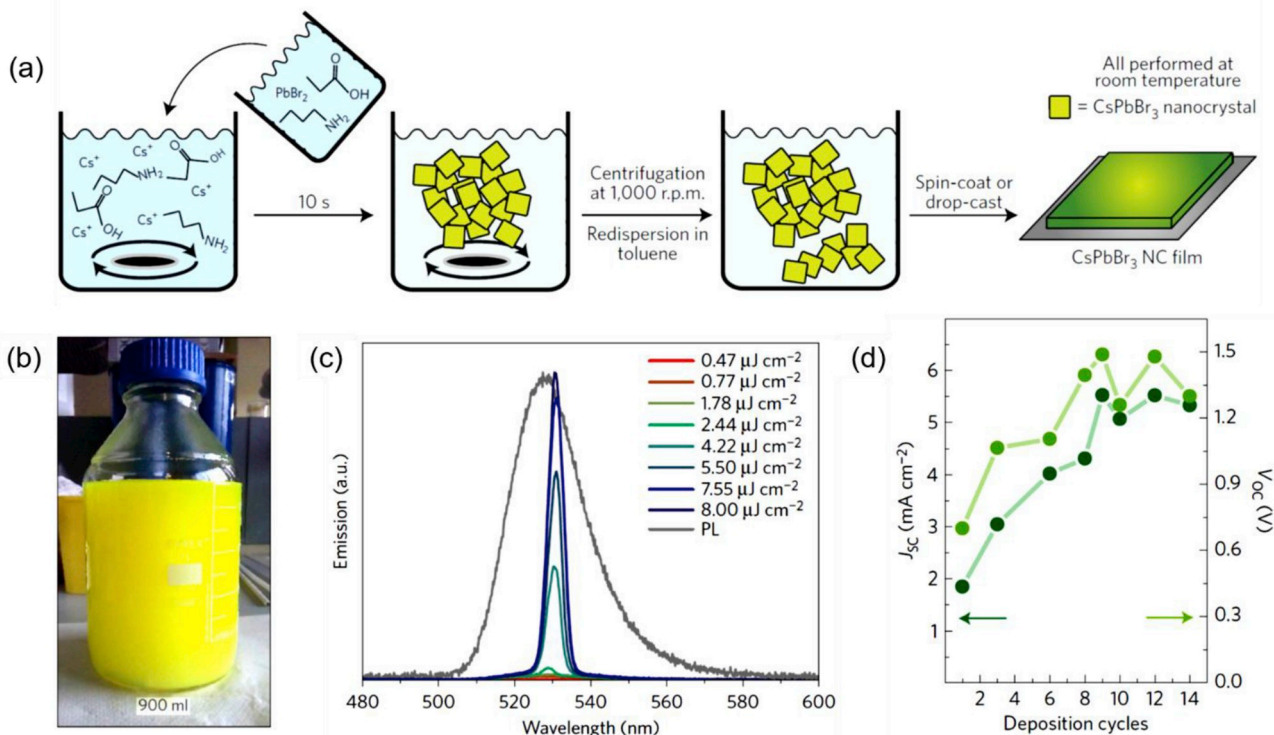 (a)
PbBr₂
OH
NH₂
Cs⁺
Cs⁺
OH
NH₂
Cs⁺
Cs⁺
Cs⁺
OH
NH₂
10 s
Centrifugation
at 1,000 r.p.m.
Redispersion in
toluene
Spin-coat or
drop-cast
All performed at
room temperature
= CsPbBr₃ nanocrystal
CsPbBr₃ NC film
(b)
900 ml
(c)
Emission (a.u.)
0.47 μJ cm⁻²
0.77 μJ cm⁻²
1.78 μJ cm⁻²
2.44 μJ cm⁻²
4.22 μJ cm⁻²
5.50 μJ cm⁻²
7.55 μJ cm⁻²
8.00 μJ cm⁻²
PL
480 500 520 540 560 580 600
Wavelength (nm)
(d)
J_SC (mA cm⁻²)
6
5
4
3
2
1
1.5
1.2
0.9
0.6
0.3
0.0
V_OC (V)
2 4 6 8 10 12 14
Deposition cycles